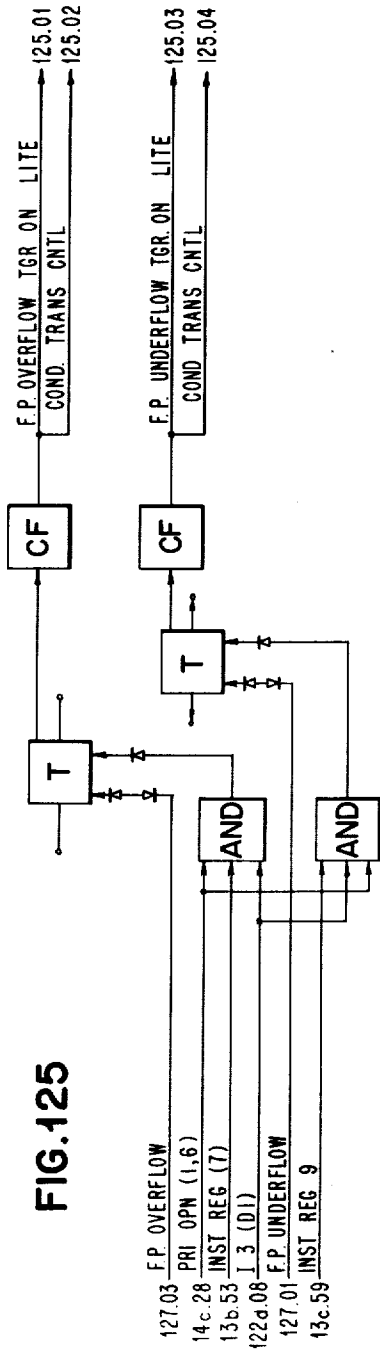 FIG.125
127.03 F.P. OVERFLOW
14c.28 PRI OPN (1,6)
13b.53 INST REG (7)
122d.08 I 3 (D1)
127.01 F.P UNDERFLOW
13c.59 INST REG 9
AND
AND
T
T
CF
CF
F.P. OVERFLOW TGR. ON LITE 125.01
COND. TRANS CNTL 125.02
F.P. UNDERFLOW TGR. ON LITE 125.03
COND TRANS CNTL 125.04